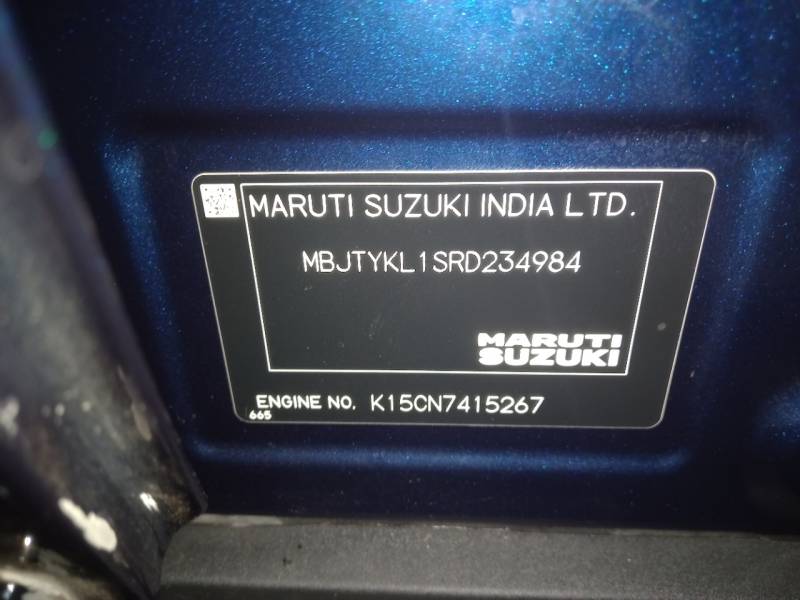 MARUTI SUZUKI INDIA LTD.
MBJTYKL1SRD234984
MARUTI
SUZUKI
ENGINE NO. K15CN7415267
665